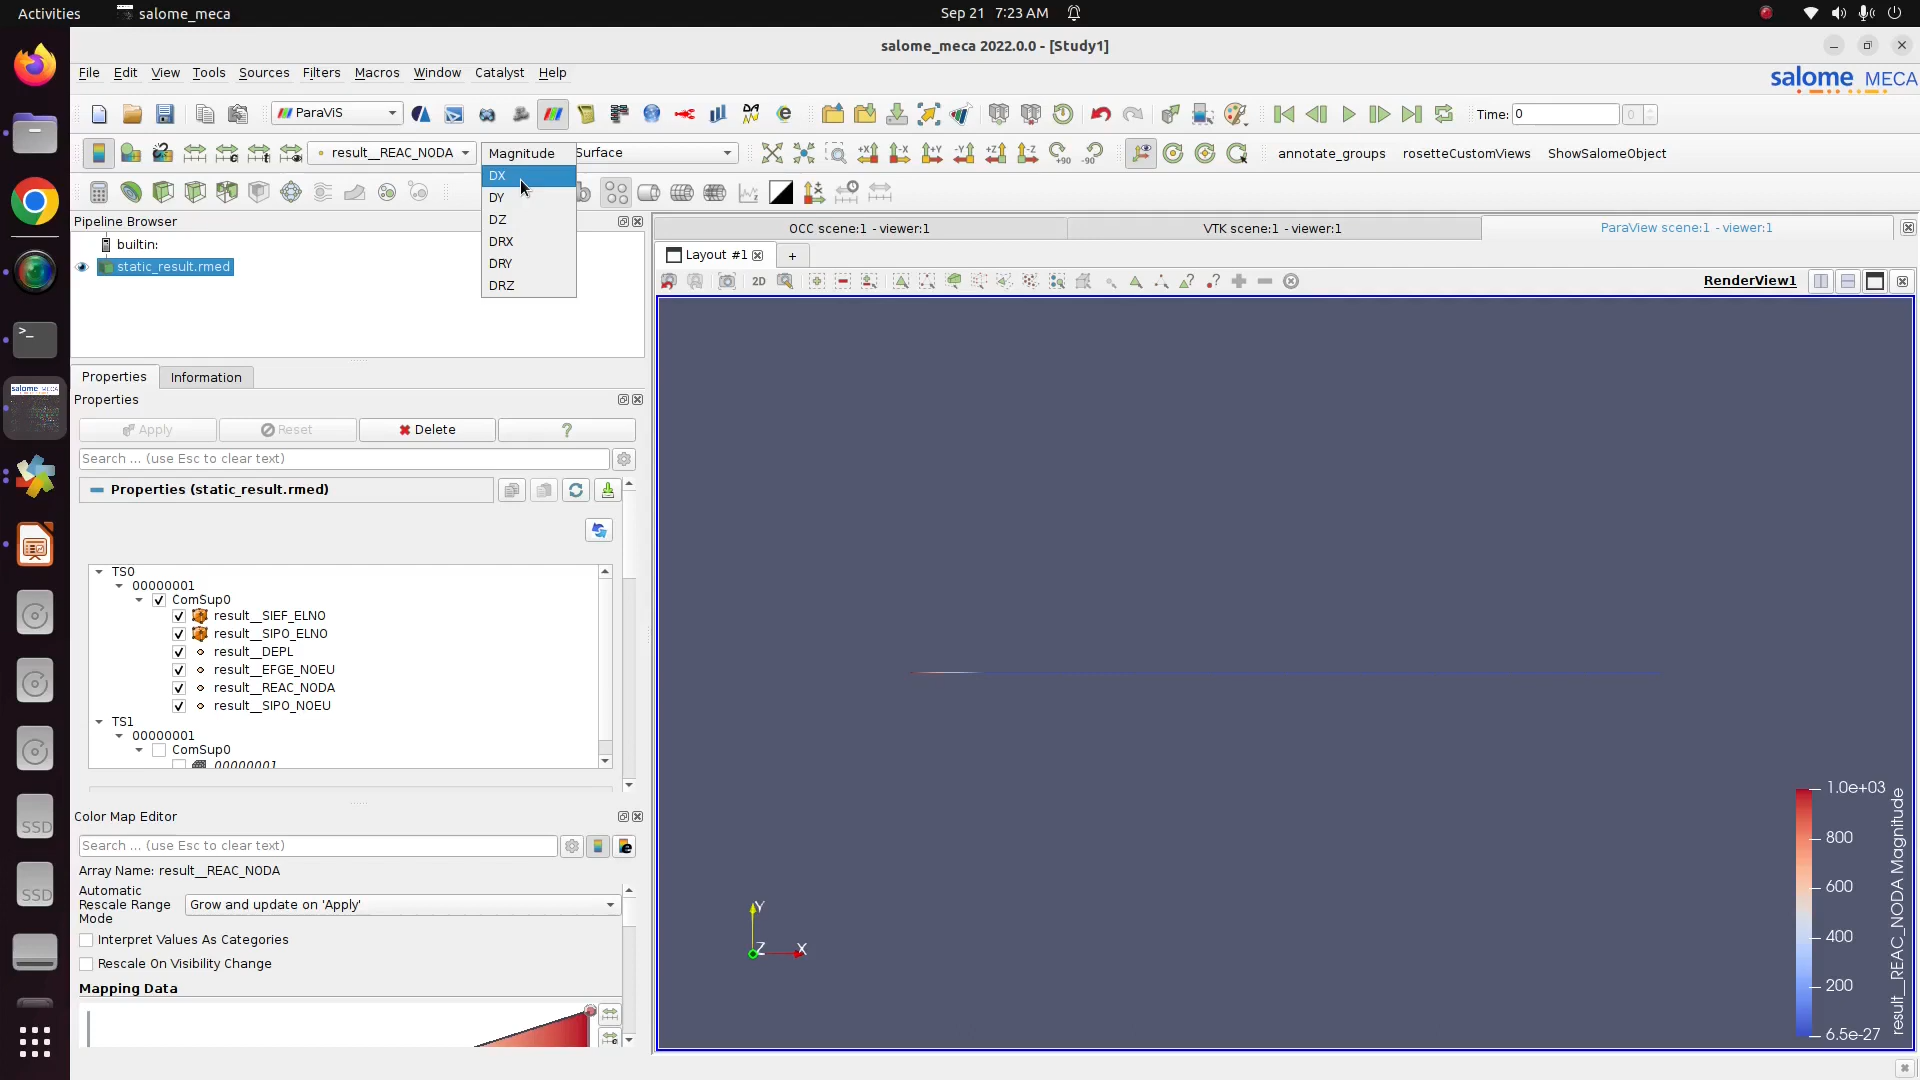 Activities
salome_meca
Sep 21 7:23 AM
salome_meca 2022.0.0 - [Study1]
File Edit View Tools Sources Filters Macros Window Catalyst Help
salome MECA
ParaViS
Time: 0
0
result__REAC_NODA
Magnitude
Surface
+90
-90
annotate_groups
rosetteCustomViews
ShowSalomeObject
DX
DY
DZ
DRX
DRY
DRZ
Pipeline Browser
builtin:
static_result.rmed
OCC scene:1 - viewer:1
VTK scene:1 - viewer:1
ParaView scene:1 - viewer:1
Layout #1
2D
RenderView1
Properties
Information
Properties
Apply
Reset
Delete
?
Search ... (use Esc to clear text)
Properties (static_result.rmed)
TS0
00000001
ComSup0
result__SIEF_ELNO
result__SIPO_ELNO
result__DEPL
result__EFGE_NOEU
result__REAC_NODA
result__SIPO_NOEU
TS1
00000001
ComSup0
00000001
Color Map Editor
Search ... (use Esc to clear text)
Array Name: result__REAC_NODA
Automatic
Rescale Range
Mode
Grow and update on 'Apply'
Interpret Values As Categories
Rescale On Visibility Change
Mapping Data
Y
Z
X
1.0e+03
800
600
400
200
6.5e-27
result__REAC_NODA Magnitude
SSD
SSD